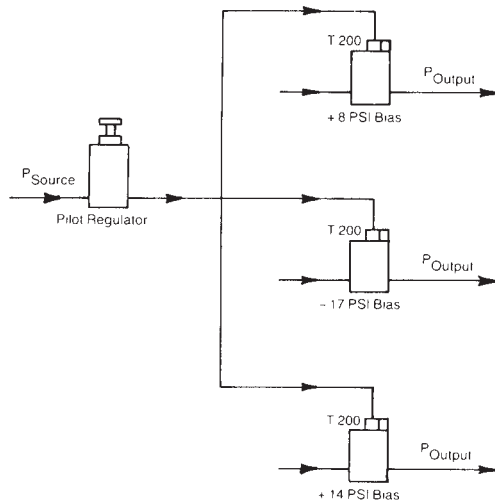 T 200
P Output
+ 8 PSI Bias
P Source
Pilot Regulator
T 200
P Output
- 17 PSI Bias
T 200
P Output
+ 14 PSI Bias